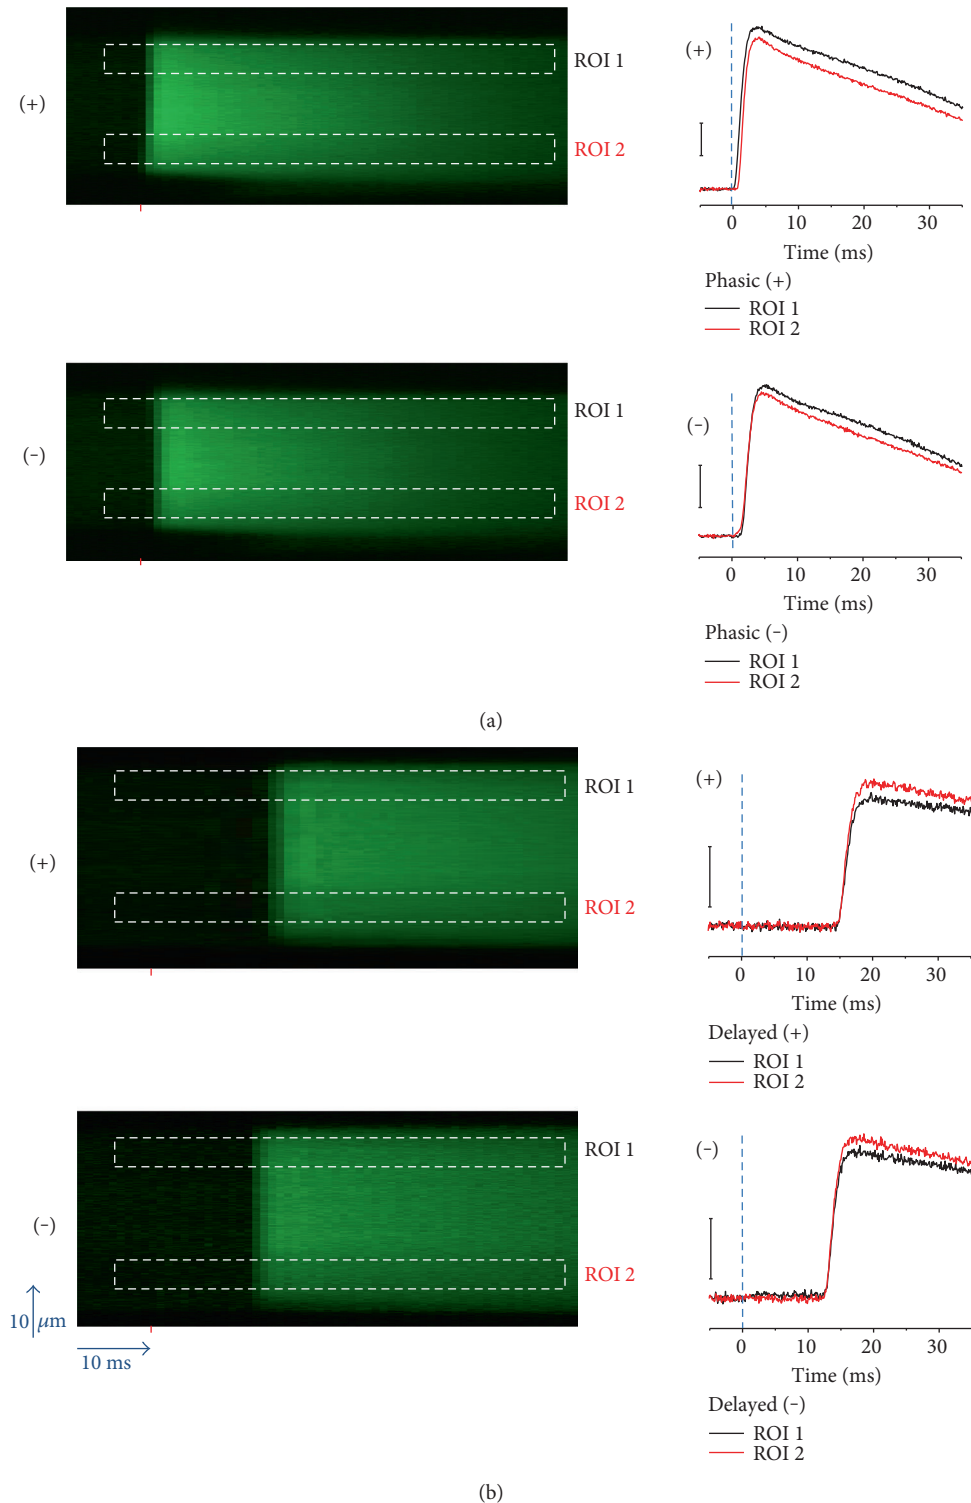 (+)
ROI 1
ROI 2
(+)
0 10 20 30
Time (ms)
Phasic (+)
ROI 1
ROI 2
(-)
ROI 1
ROI 2
(-)
0 10 20 30
Time (ms)
Phasic (-)
ROI 1
ROI 2
(a)
(+)
ROI 1
ROI 2
(+)
0 10 20 30
Time (ms)
Delayed (+)
ROI 1
ROI 2
(-)
ROI 1
ROI 2
10 μm
10 ms
(-)
0 10 20 30
Time (ms)
Delayed (-)
ROI 1
ROI 2
(b)